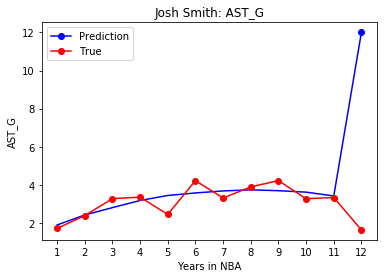 Josh Smith: AST_G
Prediction
True
AST_G
12
10
8
6
4
2
1 2 3 4 5 6 7 8 9 10 11 12
Years in NBA